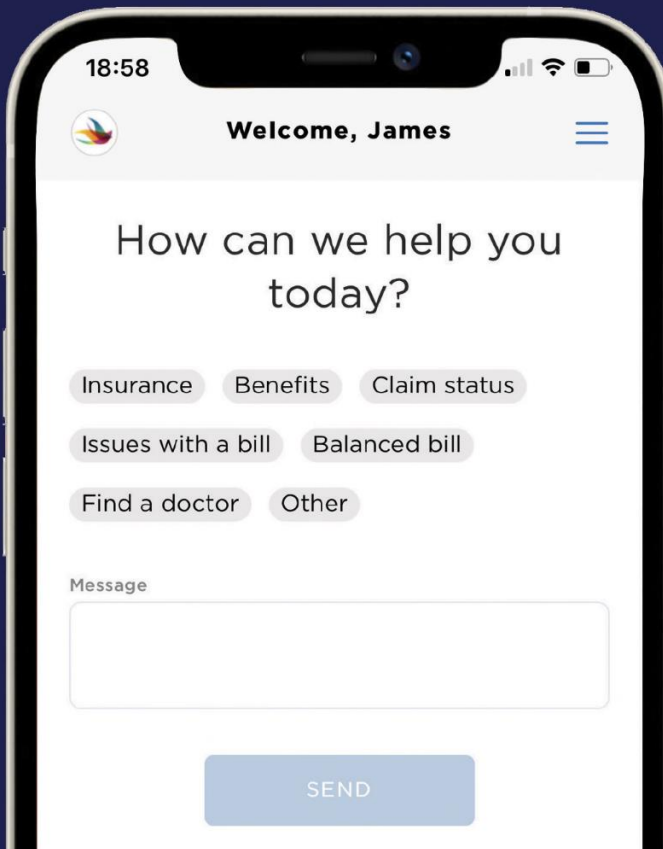 18:58
Welcome, James
How can we help you
today?
Insurance Benefits Claim status
Issues with a bill Balanced bill
Find a doctor Other
Message
SEND